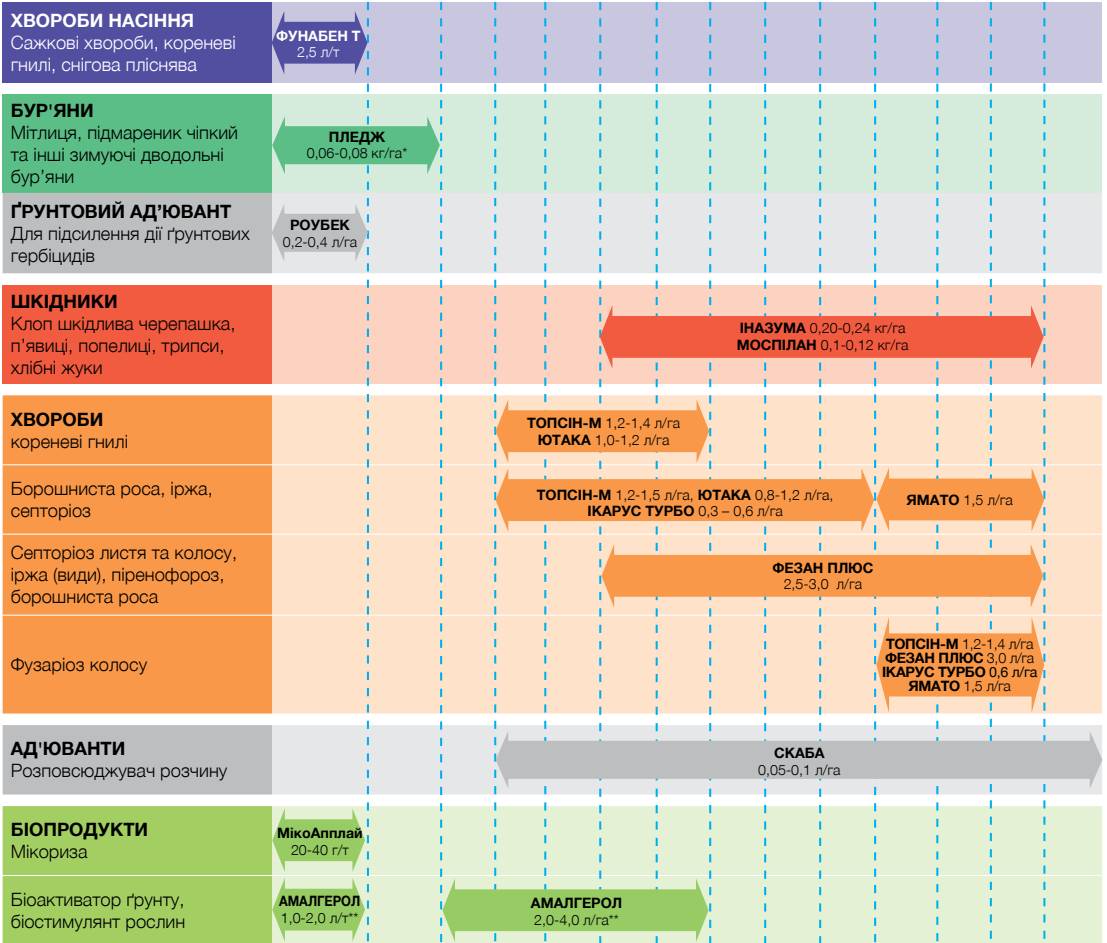 ХВОРОБИ НАСІННЯ
Сажкові хвороби, кореневі
гнилі, снігова пліснява
ФУНАБЕН Т
2,5 л/т
БУР'ЯНИ
Мітлиця, підмареник чіпкий
та інші зимуючі дводольні
бур’яни
ПЛЕДЖ
0,06-0,08 кг/га*
ҐРУНТОВИЙ АД’ЮВАНТ
Для підсилення дії ґрунтових
гербіцидів
РОУБЕК
0,2-0,4 л/га
ШКІДНИКИ
Клоп шкідлива черепашка,
п’явиці, попелиці, трипси,
хлібні жуки
ІНАЗУМА 0,20-0,24 кг/га
МОСПІЛАН 0,1-0,12 кг/га
ХВОРОБИ
кореневі гнилі
ТОПСІН-М 1,2-1,4 л/га
ЮТАКА 1,0-1,2 л/га
Борошниста роса, іржа,
септоріоз
ТОПСІН-М 1,2-1,5 л/га, ЮТАКА 0,8-1,2 л/га,
ІКАРУС ТУРБО 0,3 – 0,6 л/га
ЯМАТО 1,5 л/га
Септоріоз листя та колосу,
іржа (види), піренофороз,
борошниста роса
ФЕЗАН ПЛЮС
2,5-3,0 л/га
Фузаріоз колосу
ТОПСІН-М 1,2-1,4 л/га
ФЕЗАН ПЛЮС 3,0 л/га
ІКАРУС ТУРБО 0,6 л/га
ЯМАТО 1,5 л/га
АД'ЮВАНТИ
Розповсюджувач розчину
СКАБА
0,05-0,1 л/га
БІОПРОДУКТИ
Мікориза
МікоАпплай
20-40 г/т
Біоактиватор ґрунту,
біостимулянт рослин
АМАЛГЕРОЛ
1,0-2,0 л/т**
АМАЛГЕРОЛ
2,0-4,0 л/га**